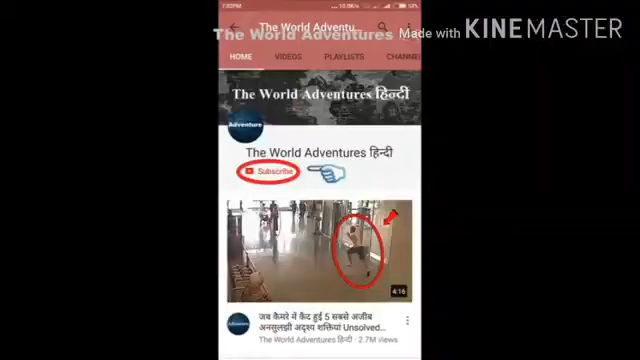 7:02PM
The World Adventu...
The World Adventures
Made with KINEMASTER
HOME VIDEOS PLAYLISTS CHANNE
The World Adventures हिन्दी
Adventure
The World Adventures हिन्दी
Subscribe
4:16
जब कैमरे में कैद हुई 5 सबसे अजीब
अनसुलझी अदृश्य शक्तियां Unsolved...
The World Adventures हिन्दी · 2.7M views